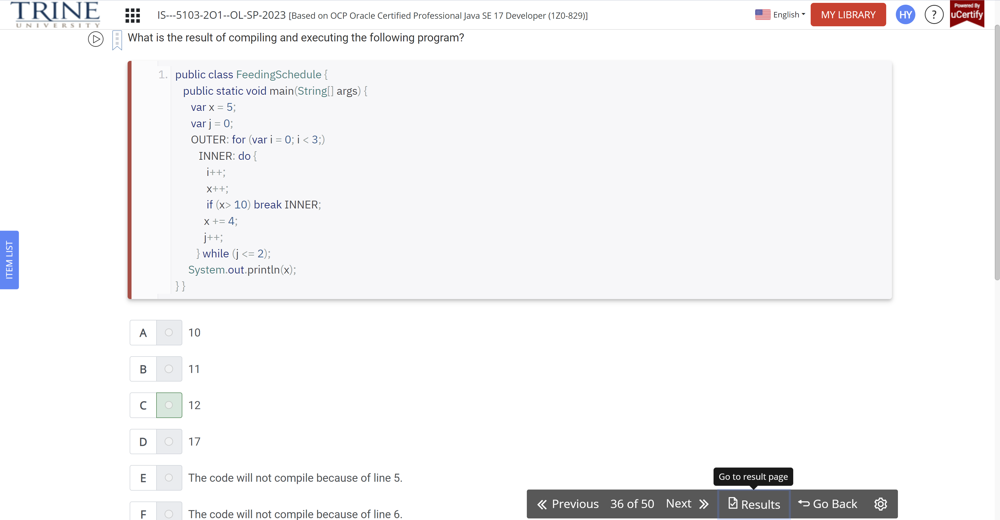 TRINE
UNIVERSITY
IS---5103-2O1--OL-SP-2023 [Based on OCP Oracle Certified Professional Java SE 17 Developer (1Z0-829)]
English
MY LIBRARY
HY
?
Powered By
uCertify
What is the result of compiling and executing the following program?
1. public class FeedingSchedule {
public static void main(String[] args) {
var x = 5;
var j = 0;
OUTER: for (var i = 0; i < 3;)
INNER: do {
i++;
x++;
if (x> 10) break INNER;
x += 4;
j++;
} while (j <= 2);
System.out.println(x);
} }
ITEM LIST
A 10
B 11
C 12
D 17
E The code will not compile because of line 5.
F The code will not compile because of line 6.
Go to result page
Previous 36 of 50 Next Results Go Back